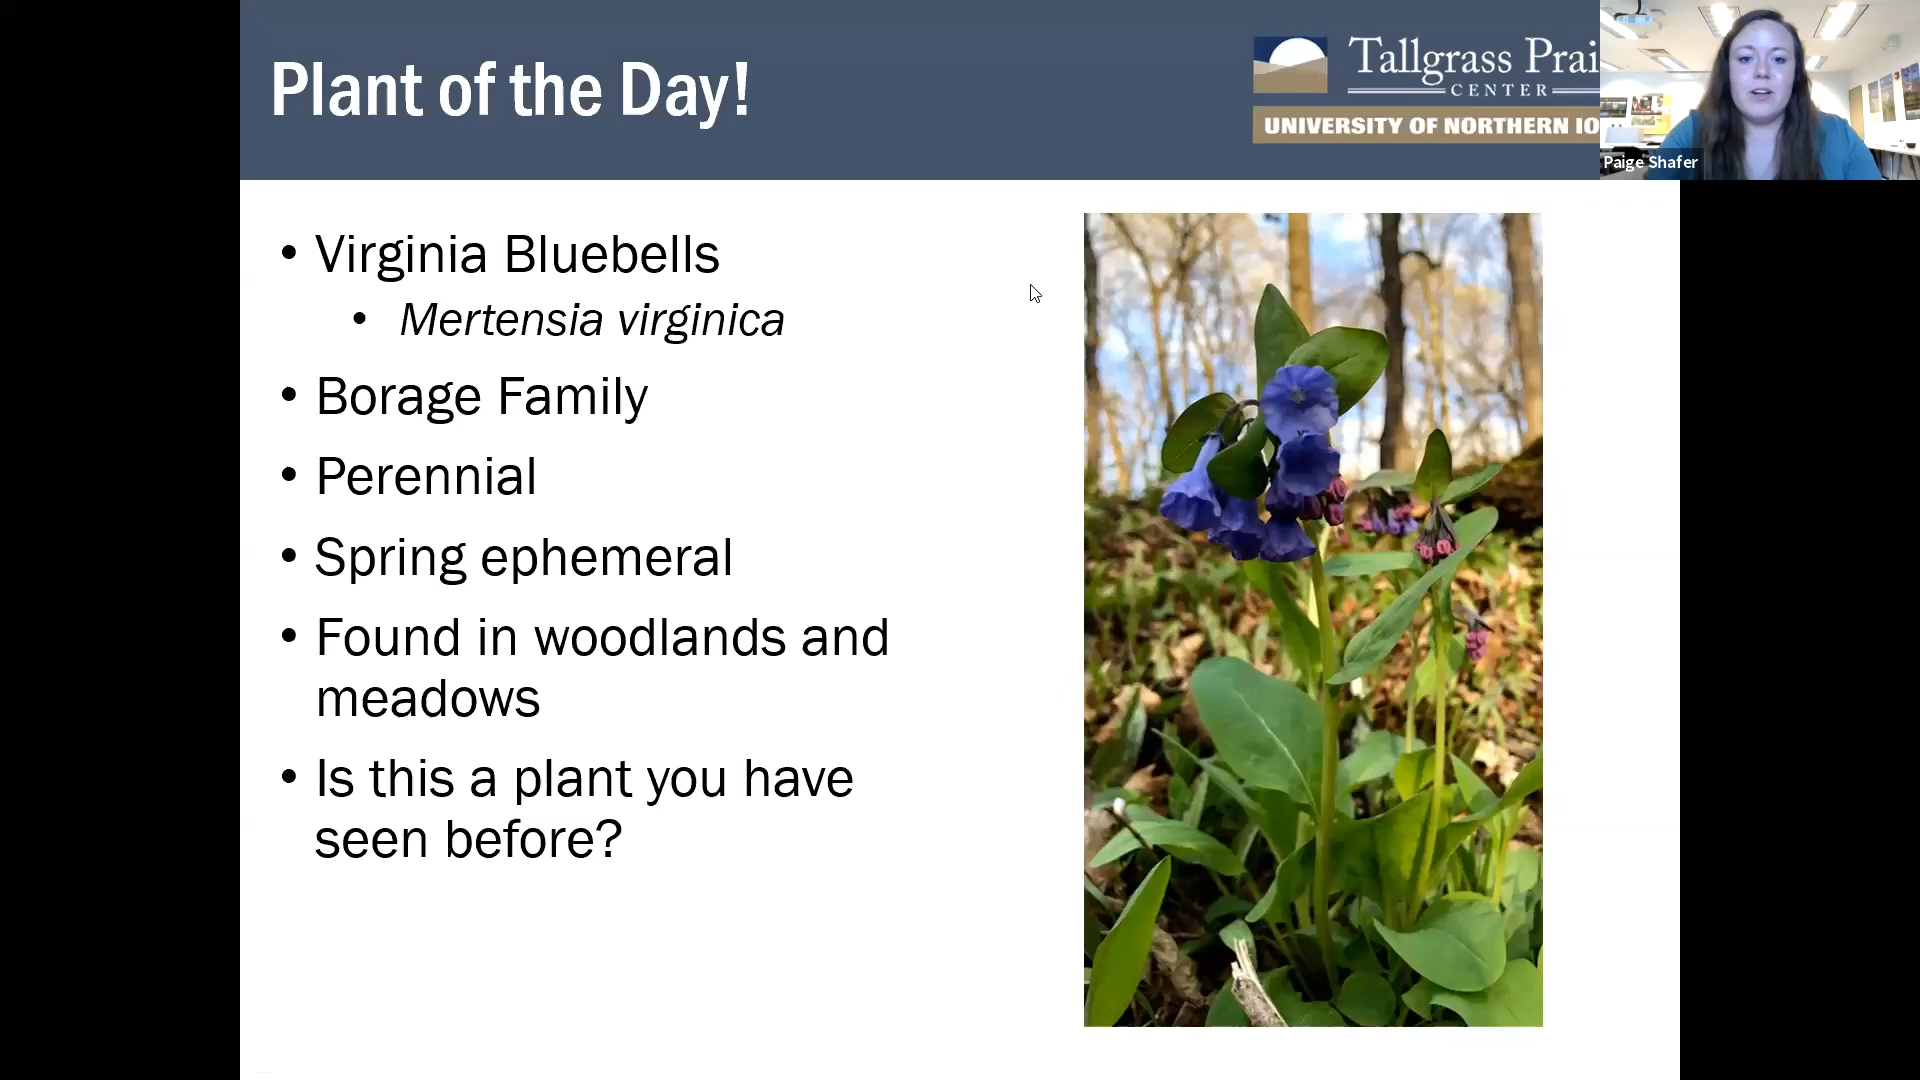 Plant of the Day!
Tallgrass Prai
CENTER
UNIVERSITY OF NORTHERN IO
Paige Shafer
• Virginia Bluebells
• Mertensia virginica
• Borage Family
• Perennial
• Spring ephemeral
• Found in woodlands and
meadows
• Is this a plant you have
seen before?